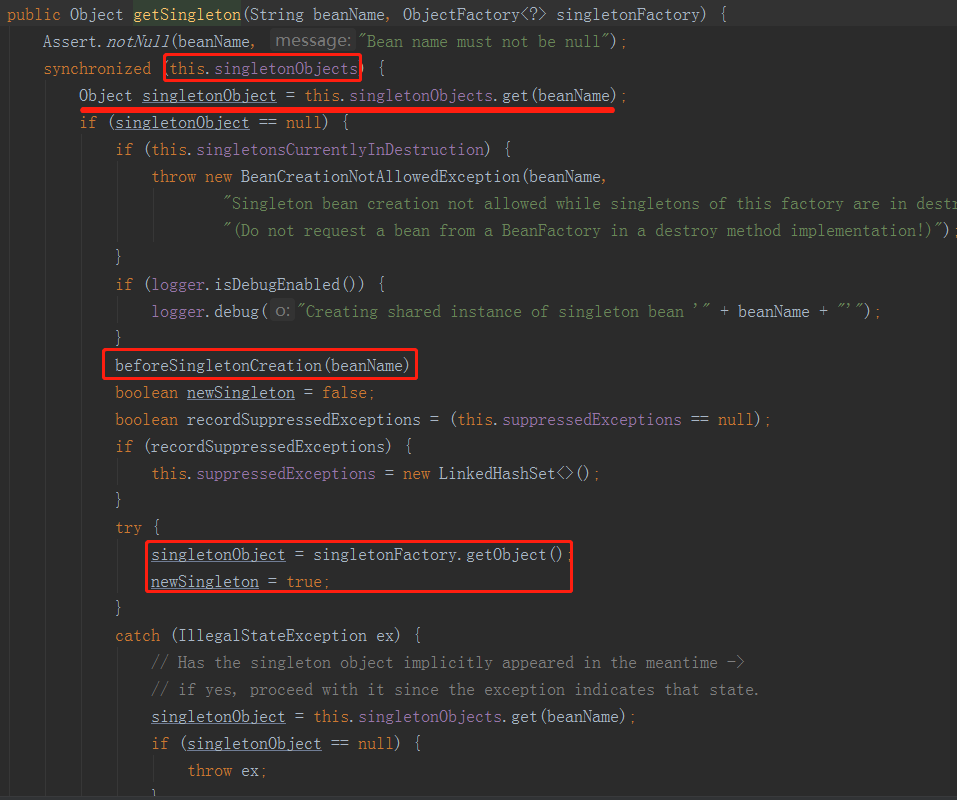 public Object getSingleton(String beanName, ObjectFactory<?> singletonFactory) {
Assert.notNull(beanName, message: "Bean name must not be null");
synchronized (this.singletonObjects) {
Object singletonObject = this.singletonObjects.get(beanName);
if (singletonObject == null) {
if (this.singletonsCurrentlyInDestruction) {
throw new BeanCreationNotAllowedException(beanName,
"Singleton bean creation not allowed while singletons of this factory are in destr
"(Do not request a bean from a BeanFactory in a destroy method implementation!)");
}
if (logger.isDebugEnabled()) {
logger.debug( o: "Creating shared instance of singleton bean '" + beanName + "'");
}
beforeSingletonCreation(beanName)
boolean newSingleton = false;
boolean recordSuppressedExceptions = (this.suppressedExceptions == null);
if (recordSuppressedExceptions) {
this.suppressedExceptions = new LinkedHashSet<>();
}
try {
singletonObject = singletonFactory.getObject();
newSingleton = true;
}
catch (IllegalStateException ex) {
// Has the singleton object implicitly appeared in the meantime ->
// if yes, proceed with it since the exception indicates that state.
singletonObject = this.singletonObjects.get(beanName);
if (singletonObject == null) {
throw ex;
}